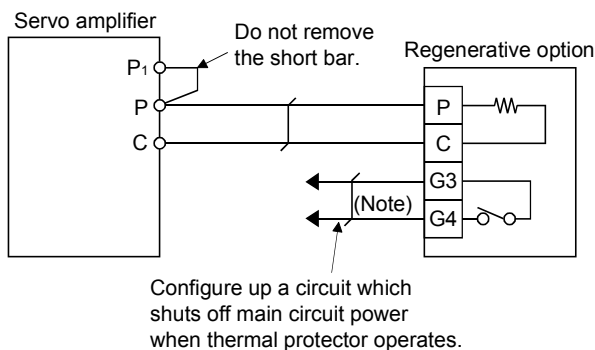 Servo amplifier
Do not remove
the short bar.
Regenerative option
P1
P
C
P
C
G3
G4
(Note)
Configure up a circuit which
shuts off main circuit power
when thermal protector operates.